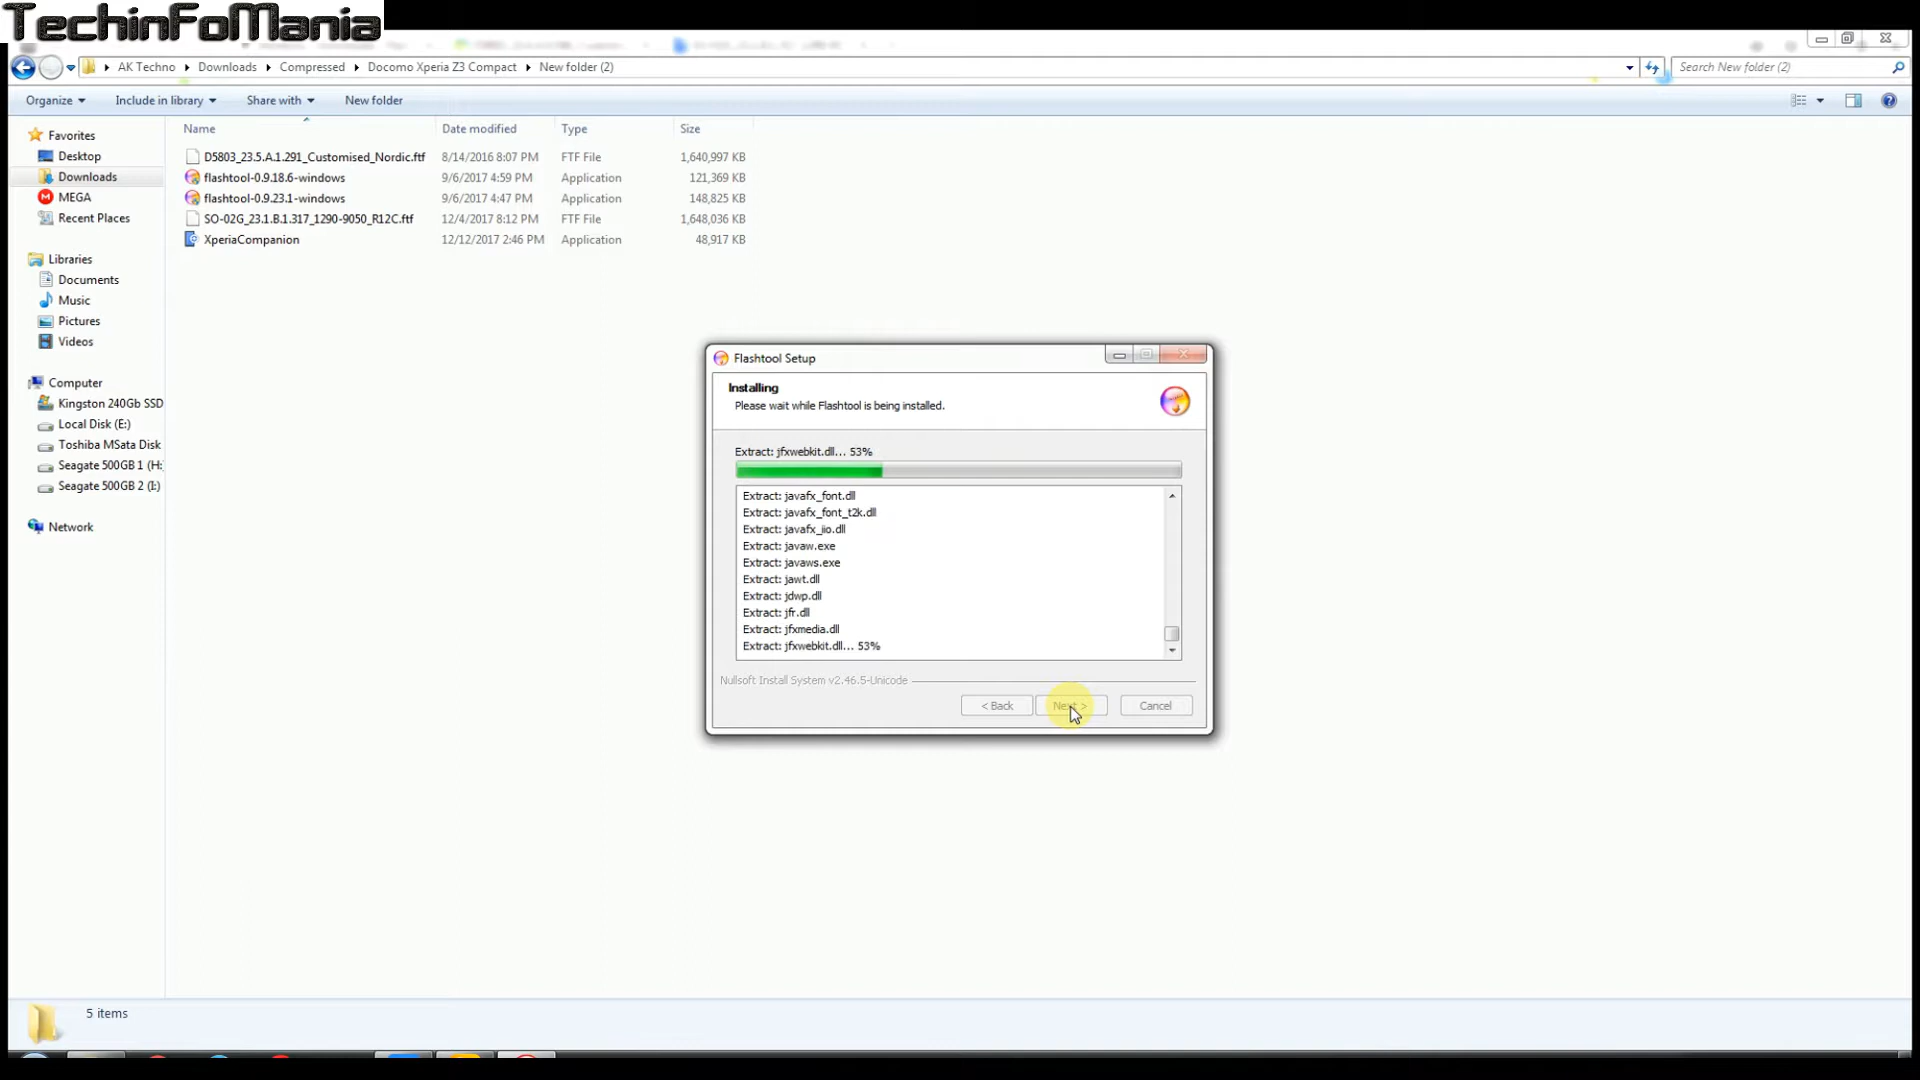 TechinFoMania
AK Techno
Downloads
Compressed
Docomo Xperia Z3 Compact
New folder (2)
Search New folder (2)
Organize
Include in library
Share with
New folder
Name
Date modified
Type
Size
D5803_23.5.A.1.291_Customised_Nordic.ftf 8/14/2016 8:07 PM FTF File 1,640,997 KB
flashtool-0.9.18.6-windows 9/6/2017 4:59 PM Application 121,369 KB
flashtool-0.9.23.1-windows 9/6/2017 4:47 PM Application 148,825 KB
SO-02G_23.1.B.1.317_1290-9050_R12C.ftf 12/4/2017 8:12 PM FTF File 1,648,036 KB
XperiaCompanion 12/12/2017 2:46 PM Application 48,917 KB
Favorites
Desktop
Downloads
MEGA
Recent Places
Libraries
Documents
Music
Pictures
Videos
Computer
Kingston 240Gb SSD
Local Disk (E:)
Toshiba MSata Disk
Seagate 500GB 1 (H:
Seagate 500GB 2 (I:)
Network
Flashtool Setup
Installing
Please wait while Flashtool is being installed.
Extract: jfxwebkit.dll... 53%
Extract: javafx_font.dll
Extract: javafx_font_t2k.dll
Extract: javafx_iio.dll
Extract: javaw.exe
Extract: javaws.exe
Extract: jawt.dll
Extract: jdwp.dll
Extract: jfr.dll
Extract: jfxmedia.dll
Extract: jfxwebkit.dll... 53%
Nullsoft Install System v2.46.5-Unicode
< Back
Next >
Cancel
5 items